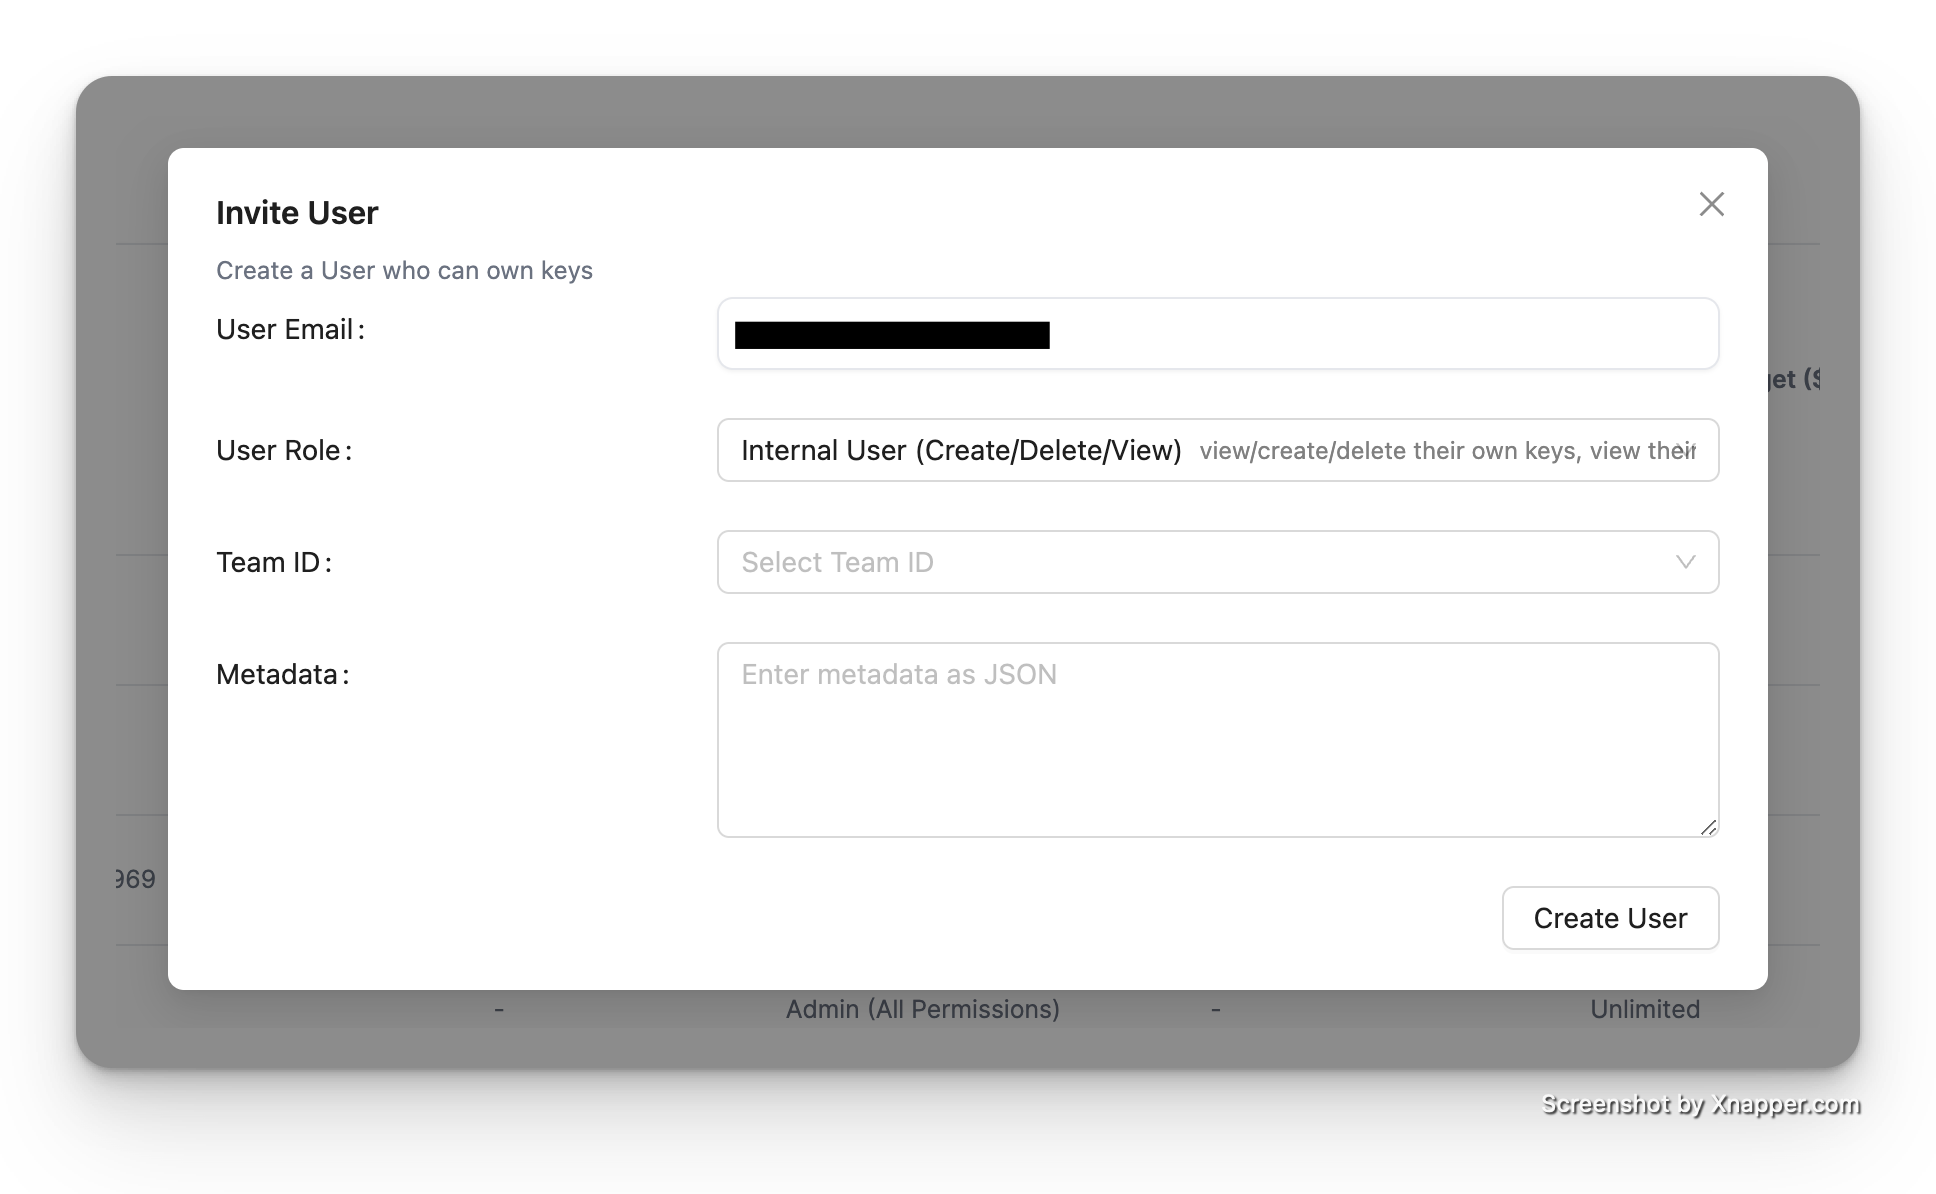 Invite User
Create a User who can own keys
User Email:
User Role:
Internal User (Create/Delete/View) view/create/delete their own keys, view their
Team ID:
Select Team ID
Metadata:
Enter metadata as JSON
Create User
get ($
969
- Admin (All Permissions) - Unlimited
Screenshot by Xnapper.com